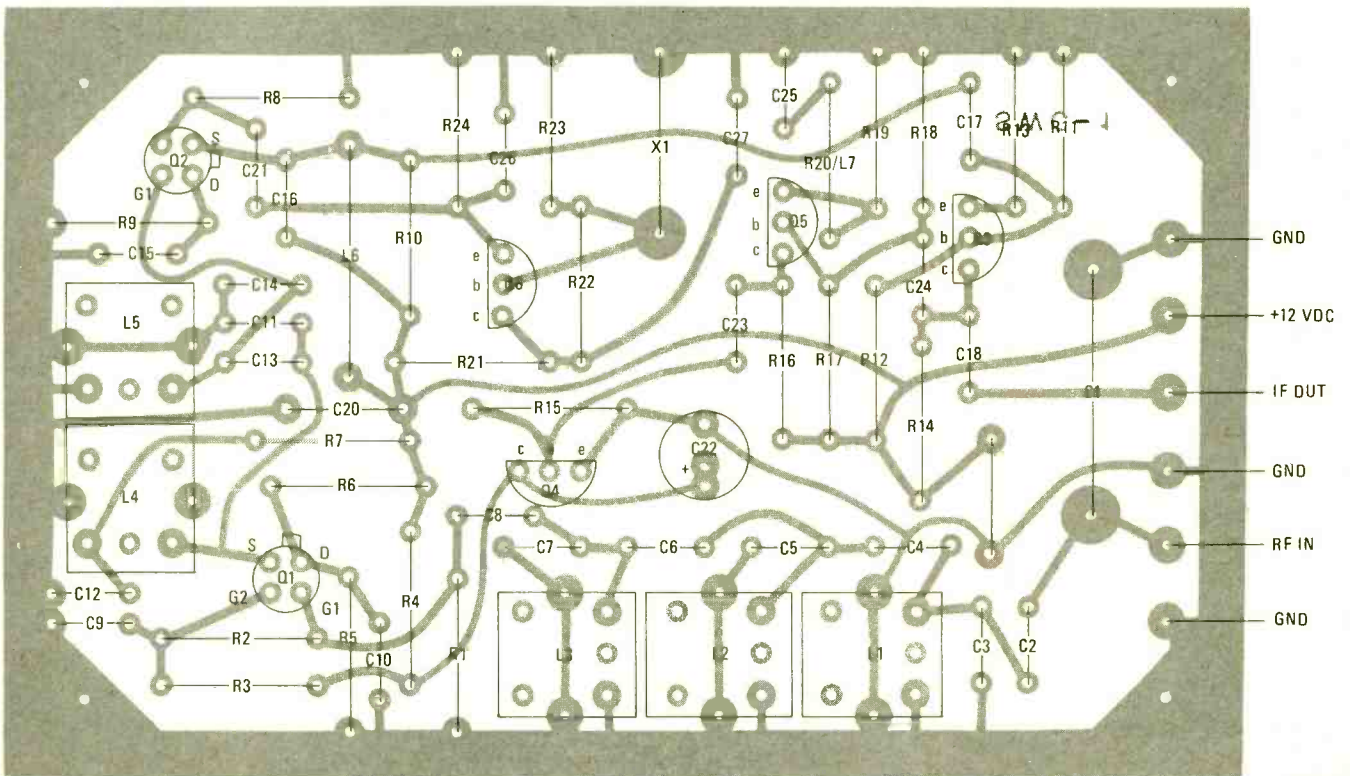 R8
R24
R23
X1
C27
C25
R20/L7
R19
R18
C17
R13
R11
Q2
S
D
G1
C21
C16
R9
C15
R10
L6
C14
L5
C11
C13
e
b
c
R22
R21
e
b
c
Q5
e
b
c
C24
C23
R16
R17
R12
C18
R14
GND
+12 VDC
IF OUT
GND
RF IN
GND
C20
R7
R15
c
e
Q4
C22
+
L4
R6
C8
C7
C6
C5
C4
S
D
Q1
G2
G1
C12
C9
R2
R3
R5
C10
R4
L3
L2
L1
C3
C2